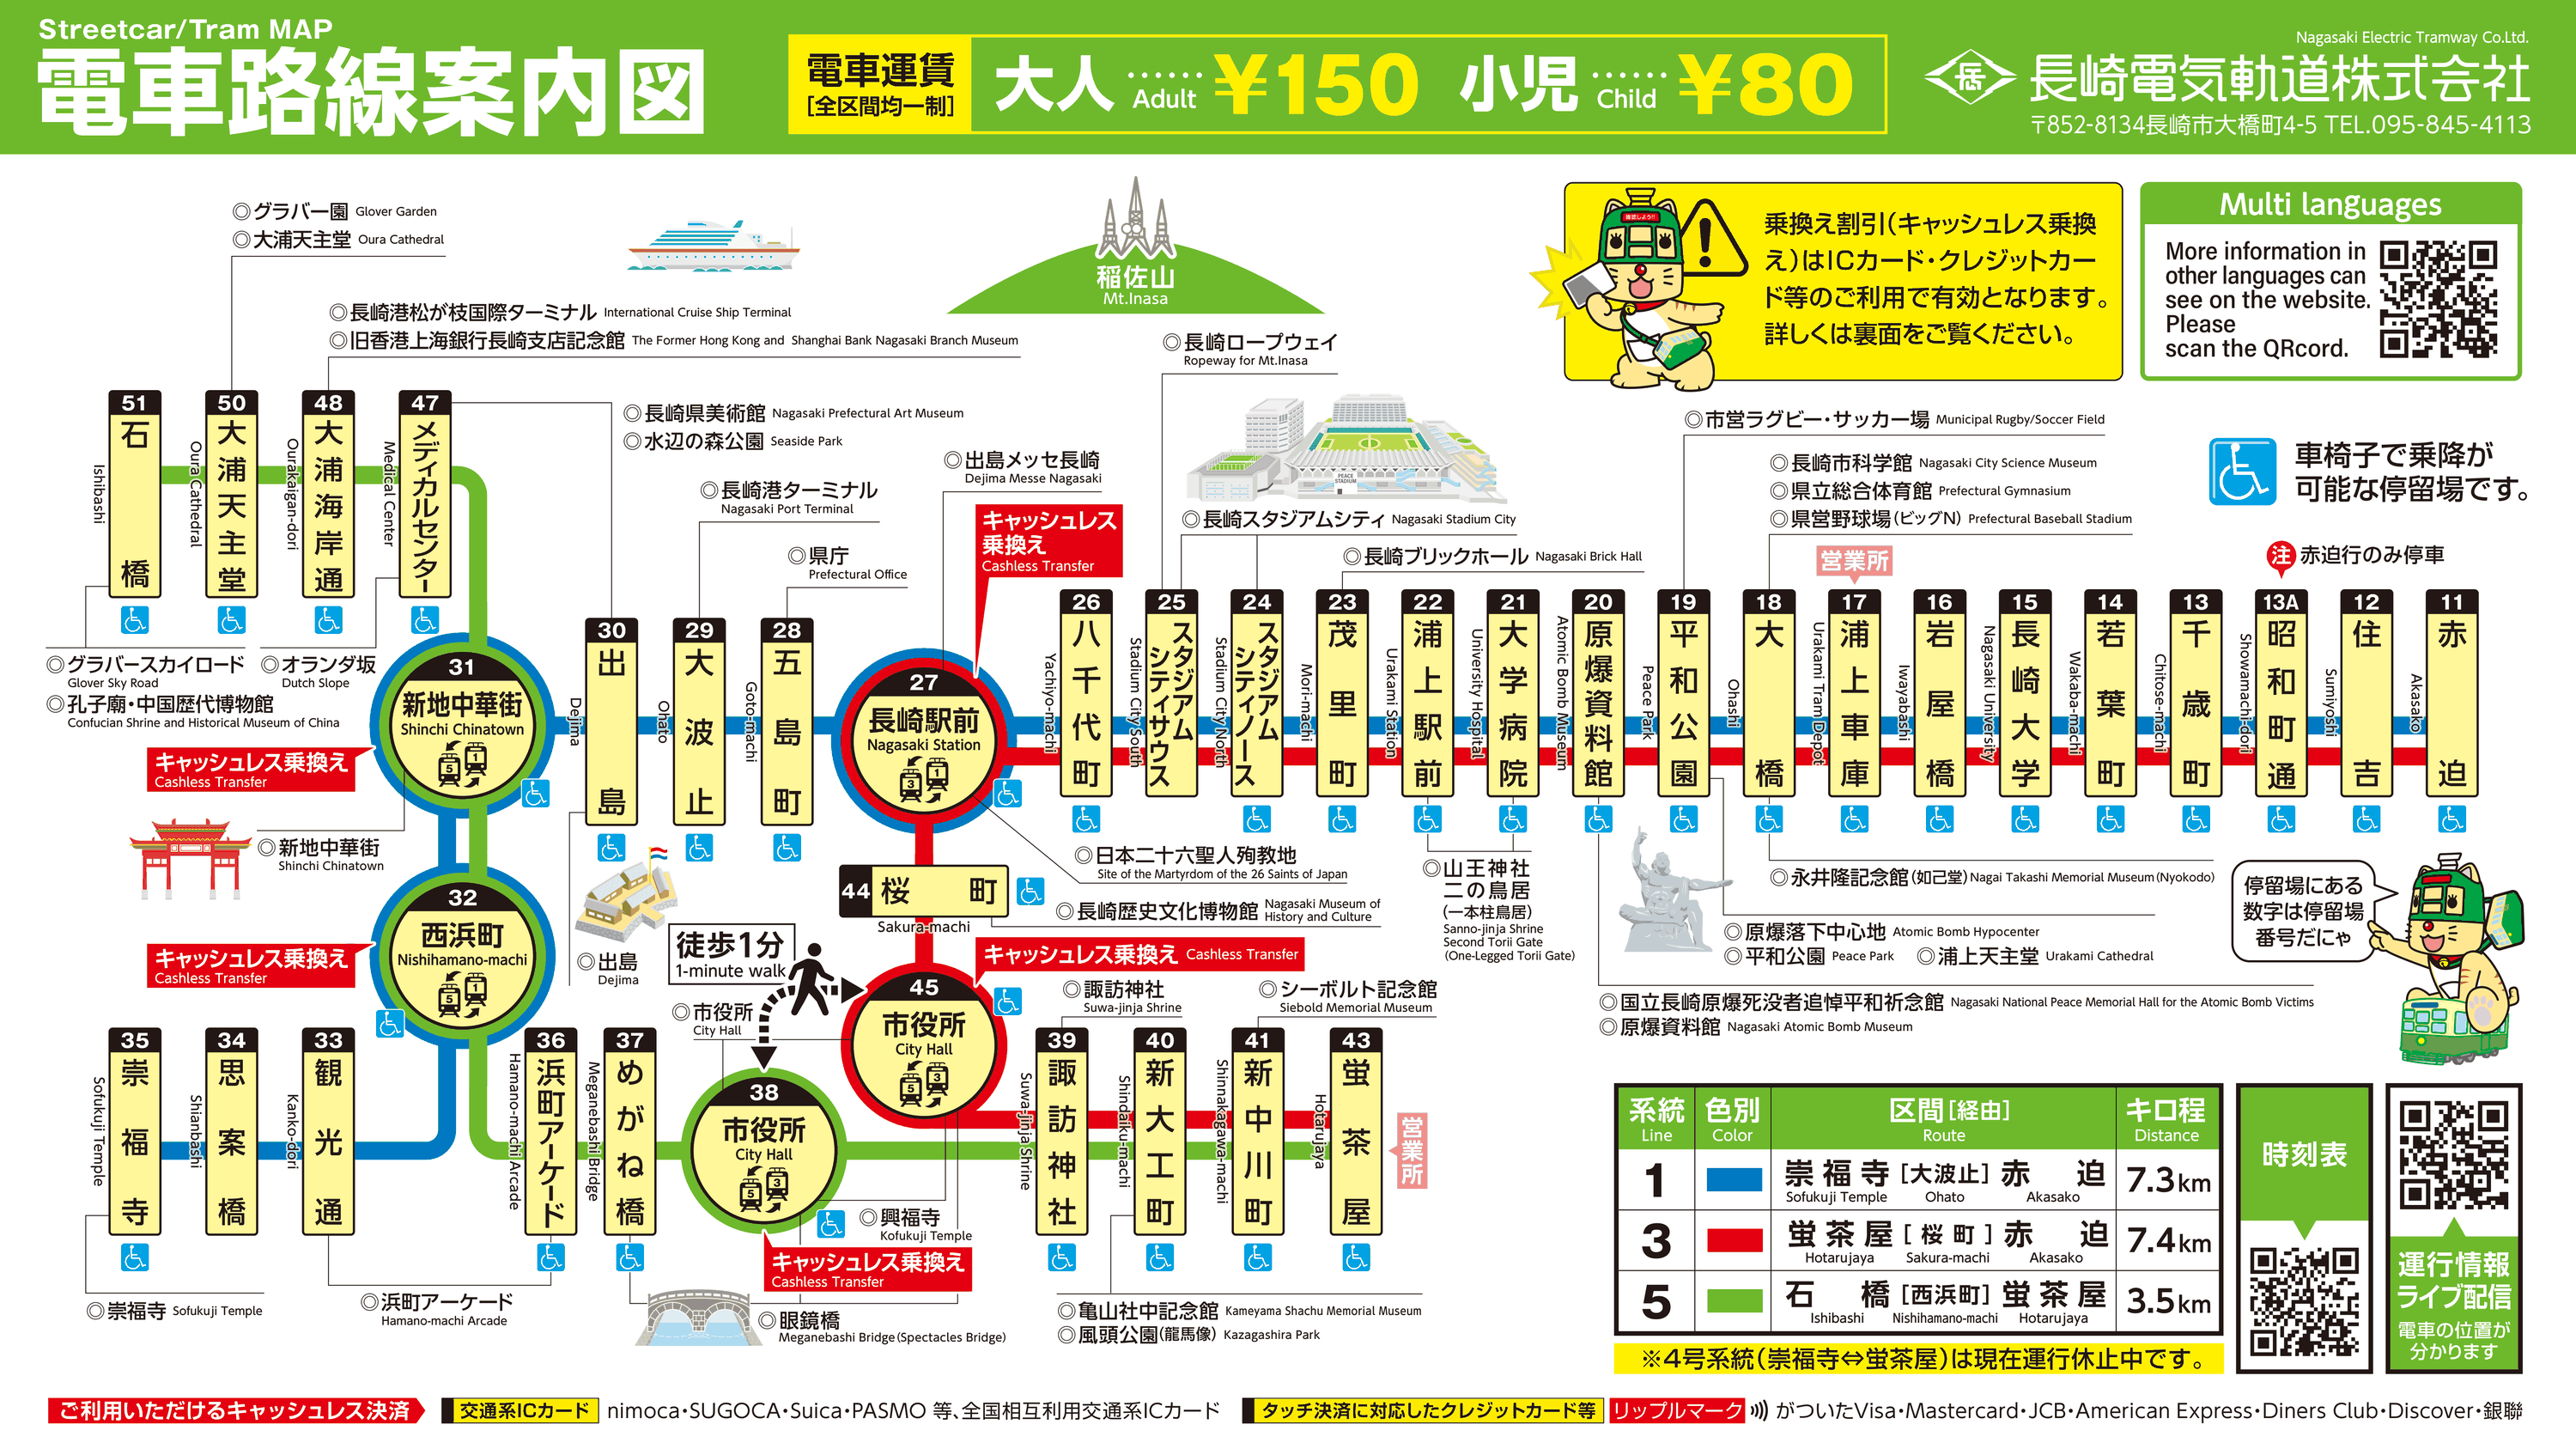 Streetcar/Tram MAP
電車路線案内図
電車運賃
[全区間均一制]
大人 …… Adult ¥150 小児 …… Child ¥80
Nagasaki Electric Tramway Co.Ltd.
長崎電気軌道株式会社
〒852-8134長崎市大橋町4-5 TEL.095-845-4113
◎グラバー園 Glover Garden
◎大浦天主堂 Oura Cathedral
◎長崎港松が枝国際ターミナル International Cruise Ship Terminal
◎旧香港上海銀行長崎支店記念館 The Former Hong Kong and Shanghai Bank Nagasaki Branch Museum
稲佐山
Mt.Inasa
◎長崎ロープウェイ
Ropeway for Mt.Inasa
確認しよう!!
乗換え割引(キャッシュレス乗換
え)はICカード・クレジットカー
ド等のご利用で有効となります。
詳しくは裏面をご覧ください。
Multi languages
More information in
other languages can
see on the website.
Please
scan the QRcord.
51 石橋 Ishibashi
50 大浦天主堂 Oura Cathedral
48 大浦海岸通 Ourakaigan-dori
47 メディカルセンター Medical Center
◎長崎県美術館 Nagasaki Prefectural Art Museum
◎水辺の森公園 Seaside Park
◎長崎港ターミナル
Nagasaki Port Terminal
◎県庁
Prefectural Office
◎出島メッセ長崎
Dejima Messe Nagasaki
キャッシュレス
乗換え
Cashless Transfer
PEACE
STADIUM
◎長崎スタジアムシティ Nagasaki Stadium City
◎長崎ブリックホール Nagasaki Brick Hall
◎市営ラグビー・サッカー場 Municipal Rugby/Soccer Field
◎長崎市科学館 Nagasaki City Science Museum
◎県立総合体育館 Prefectural Gymnasium
◎県営野球場(ビッグN) Prefectural Baseball Stadium
営業所
車椅子で乗降が
可能な停留場です。
注 赤迫行のみ停車
◎グラバースカイロード
Glover Sky Road
◎孔子廟・中国歴代博物館
Confucian Shrine and Historical Museum of China
◎オランダ坂
Dutch Slope
31
新地中華街
Shinchi Chinatown
5 1
キャッシュレス乗換え
Cashless Transfer
◎新地中華街
Shinchi Chinatown
30 出島 Dejima
29 大波止 Ohato
28 五島町 Goto-machi
27
長崎駅前
Nagasaki Station
3 1
26 八千代町 Yachiyo-machi
25 スタジアムシティサウス Stadium City South
24 スタジアムシティノース Stadium City North
23 茂里町 Mori-machi
22 浦上駅前 Urakami Station
21 大学病院 University Hospital
20 原爆資料館 Atomic Bomb Museum
19 平和公園 Peace Park
18 大橋 Ohashi
17 浦上車庫 Urakami Tram Depot
16 岩屋橋 Iwayabashi
15 長崎大学 Nagasaki University
14 若葉町 Wakaba-machi
13 千歳町 Chitose-machi
13A 昭和町通 Showamachi-dori
12 住吉 Sumiyoshi
11 赤迫 Akasako
32
西浜町
Nishihamano-machi
5 1
キャッシュレス乗換え
Cashless Transfer
◎出島
Dejima
44 桜町
Sakura-machi
◎日本二十六聖人殉教地
Site of the Martyrdom of the 26 Saints of Japan
◎長崎歴史文化博物館 Nagasaki Museum of
History and Culture
◎山王神社
二の鳥居
(一本柱鳥居)
Sanno-jinja Shrine
Second Torii Gate
(One-Legged Torii Gate)
◎永井隆記念館(如己堂) Nagai Takashi Memorial Museum(Nyokodo)
◎原爆落下中心地 Atomic Bomb Hypocenter
◎平和公園 Peace Park ◎浦上天主堂 Urakami Cathedral
◎国立長崎原爆死没者追悼平和祈念館 Nagasaki National Peace Memorial Hall for the Atomic Bomb Victims
◎原爆資料館 Nagasaki Atomic Bomb Museum
停留場にある
数字は停留場
番号だにゃ
徒歩1分
1-minute walk
◎市役所
City Hall
キャッシュレス乗換え Cashless Transfer
45
市役所
City Hall
5 3
◎諏訪神社
Suwa-jinja Shrine
◎シーボルト記念館
Siebold Memorial Museum
35 崇福寺 Sofukuji Temple
34 思案橋 Shianbashi
33 観光通 Kanko-dori
36 浜町アーケード Hamano-machi Arcade
37 めがね橋 Meganebashi Bridge
38
市役所
City Hall
5 3
39 諏訪神社 Suwa-jinja Shrine
40 新大工町 Shindaiku-machi
41 新中川町 Shinnakagawa-machi
43 蛍茶屋 Hotarujaya
営業所
◎興福寺
Kofukuji Temple
キャッシュレス乗換え
Cashless Transfer
◎崇福寺 Sofukuji Temple
◎浜町アーケード
Hamano-machi Arcade
◎眼鏡橋
Meganebashi Bridge(Spectacles Bridge)
◎亀山社中記念館 Kameyama Shachu Memorial Museum
◎風頭公園(龍馬像) Kazagashira Park
系統 Line 色別 Color 区間[経由] Route キロ程 Distance
1 崇福寺 [大波止] 赤迫 7.3km
Sofukuji Temple Ohato Akasako
3 蛍茶屋 [桜町] 赤迫 7.4km
Hotarujaya Sakura-machi Akasako
5 石橋 [西浜町] 蛍茶屋 3.5km
Ishibashi Nishihamano-machi Hotarujaya
※4号系統(崇福寺⇔蛍茶屋)は現在運行休止中です。
時刻表
運行情報
ライブ配信
電車の位置が
分かります
ご利用いただけるキャッシュレス決済 交通系ICカード nimoca・SUGOCA・Suica・PASMO 等、全国相互利用交通系ICカード タッチ決済に対応したクレジットカード等 リップルマーク がついたVisa・Mastercard・JCB・American Express・Diners Club・Discover・銀聯